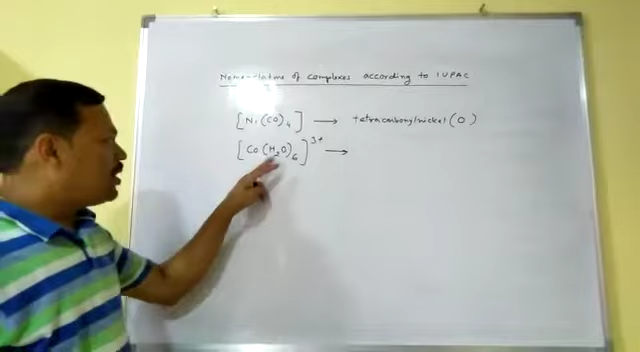 Nomenclature of complexes according to IUPAC
[Ni(CO)4] → tetracarbonylnickel(0)
[Co(H2O)6]3+ →